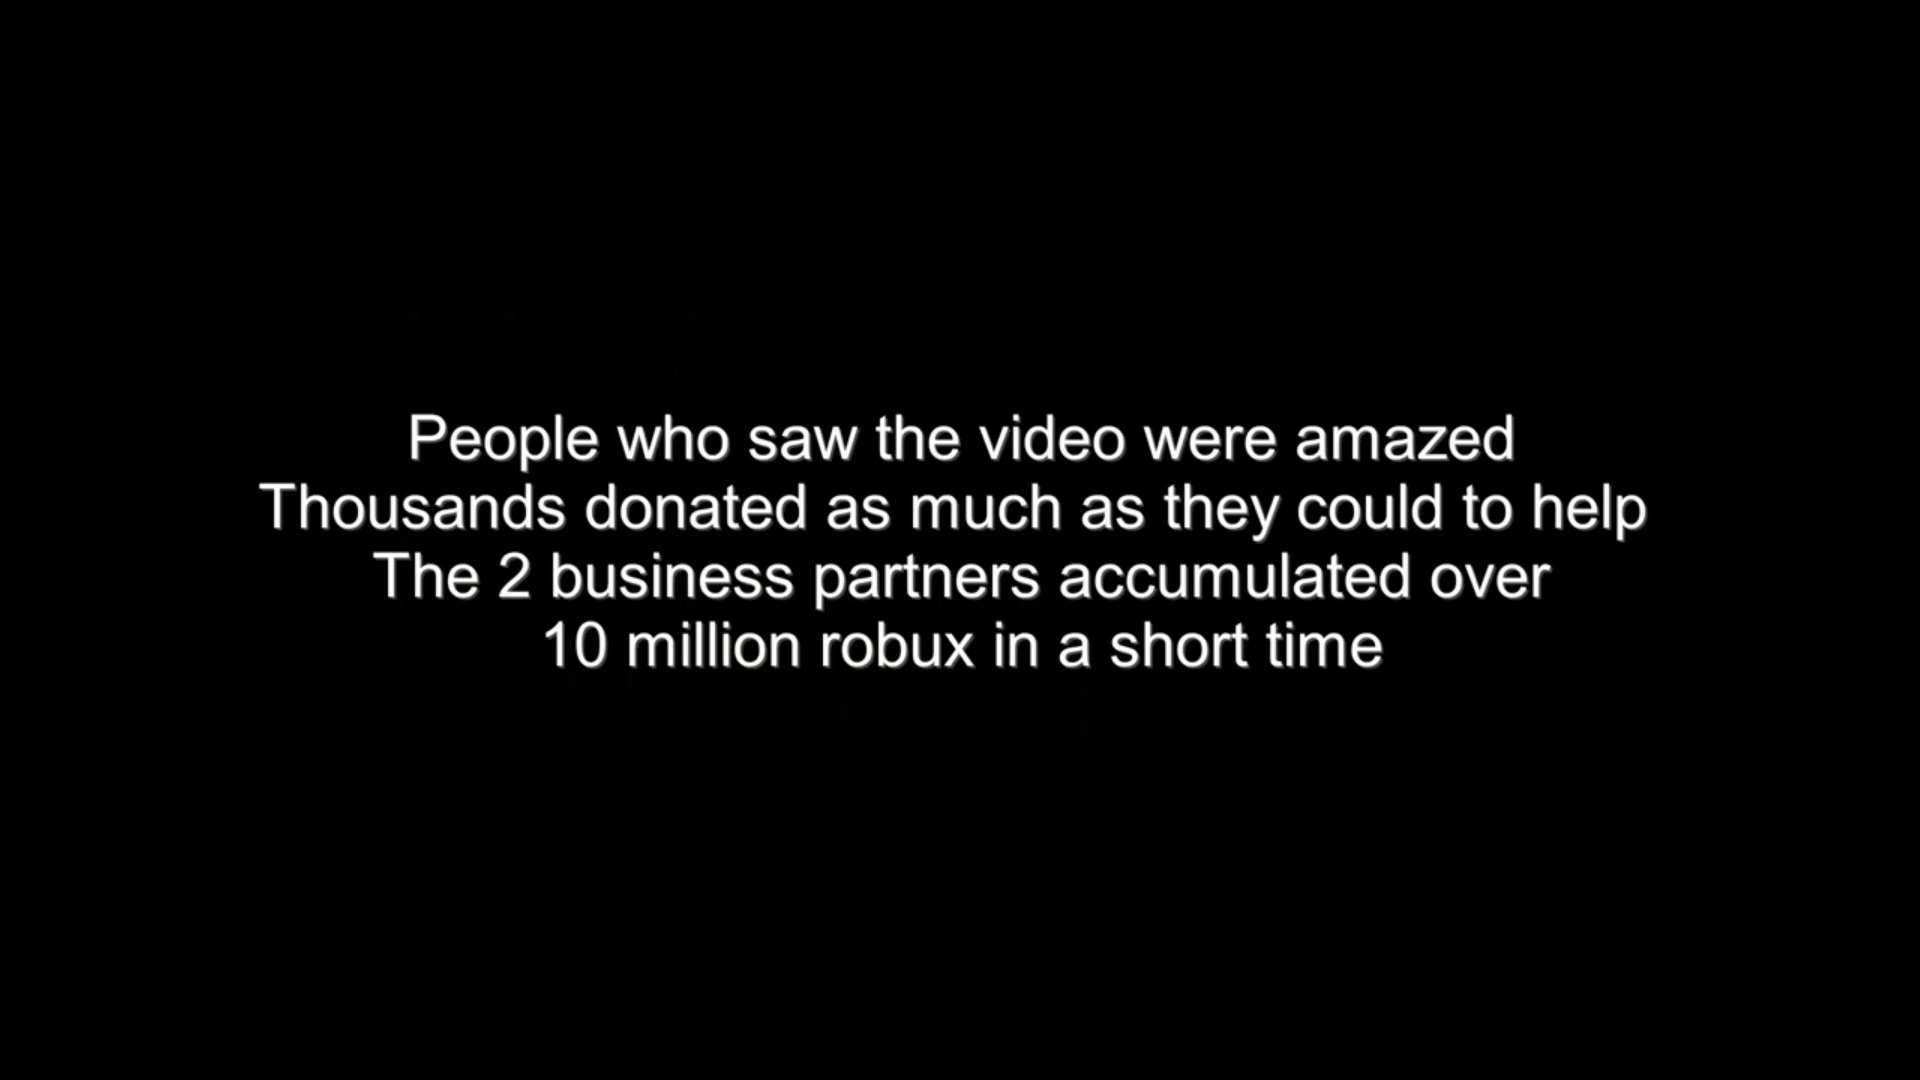 People who saw the video were amazed
Thousands donated as much as they could to help
The 2 business partners accumulated over
10 million robux in a short time